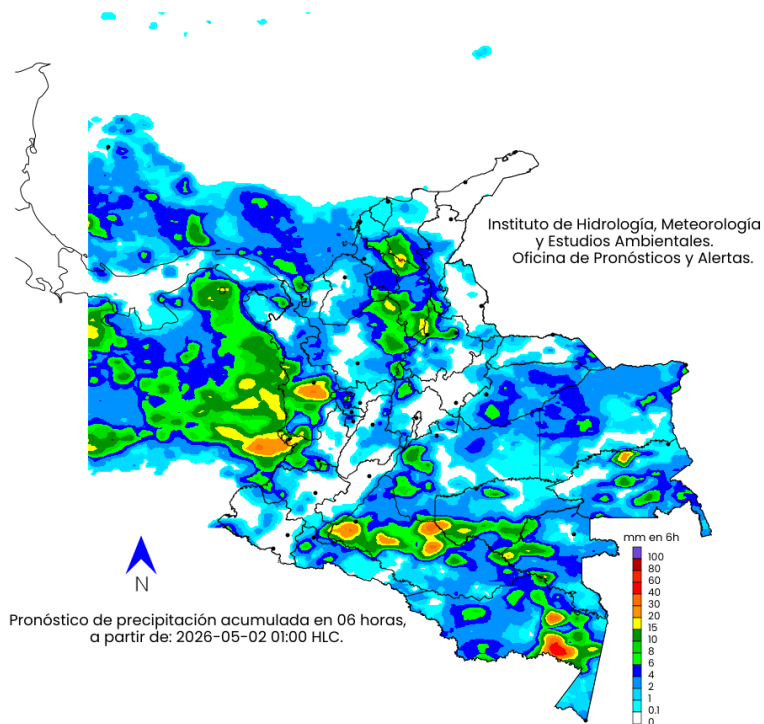 Instituto de Hidrología, Meteorología
y Estudios Ambientales.
Oficina de Pronósticos y Alertas.
mm en 6h
100
80
60
40
30
20
15
10
8
6
4
2
1
0.1
0
N
Pronóstico de precipitación acumulada en 06 horas,
a partir de: 2026-05-02 01:00 HLC.